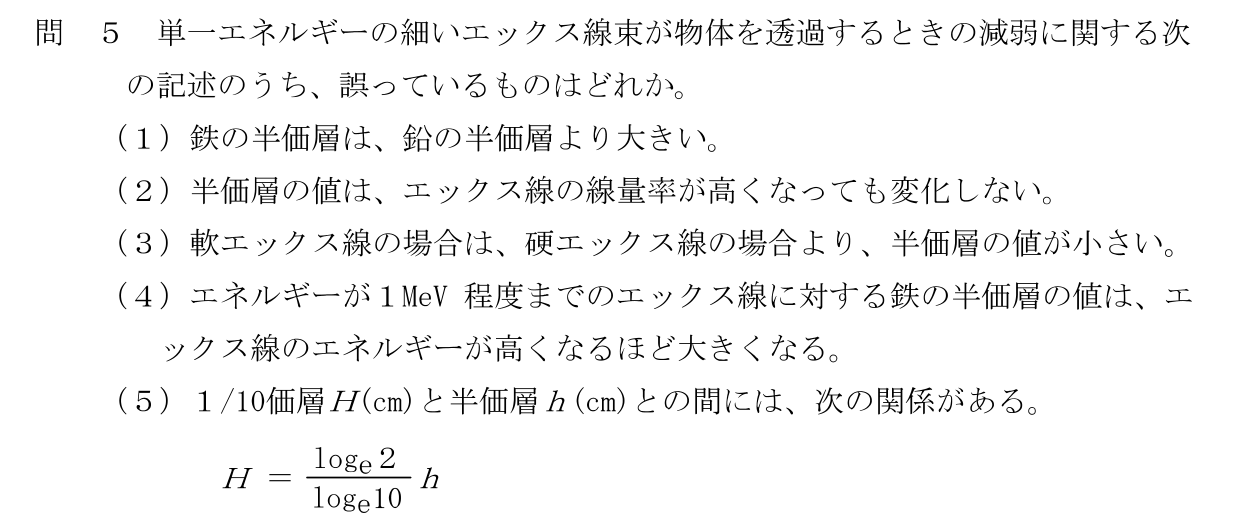 問　５　単一エネルギーの細いエックス線束が物体を透過するときの減弱に関する次
の記述のうち、誤っているものはどれか。
（１）鉄の半価層は、鉛の半価層より大きい。
（２）半価層の値は、エックス線の線量率が高くなっても変化しない。
（３）軟エックス線の場合は、硬エックス線の場合より、半価層の値が小さい。
（４）エネルギーが１MeV 程度までのエックス線に対する鉄の半価層の値は、エ
ックス線のエネルギーが高くなるほど大きくなる。
（５）１/10価層H(cm)と半価層h(cm)との間には、次の関係がある。
H = logₑ2 / logₑ10 h